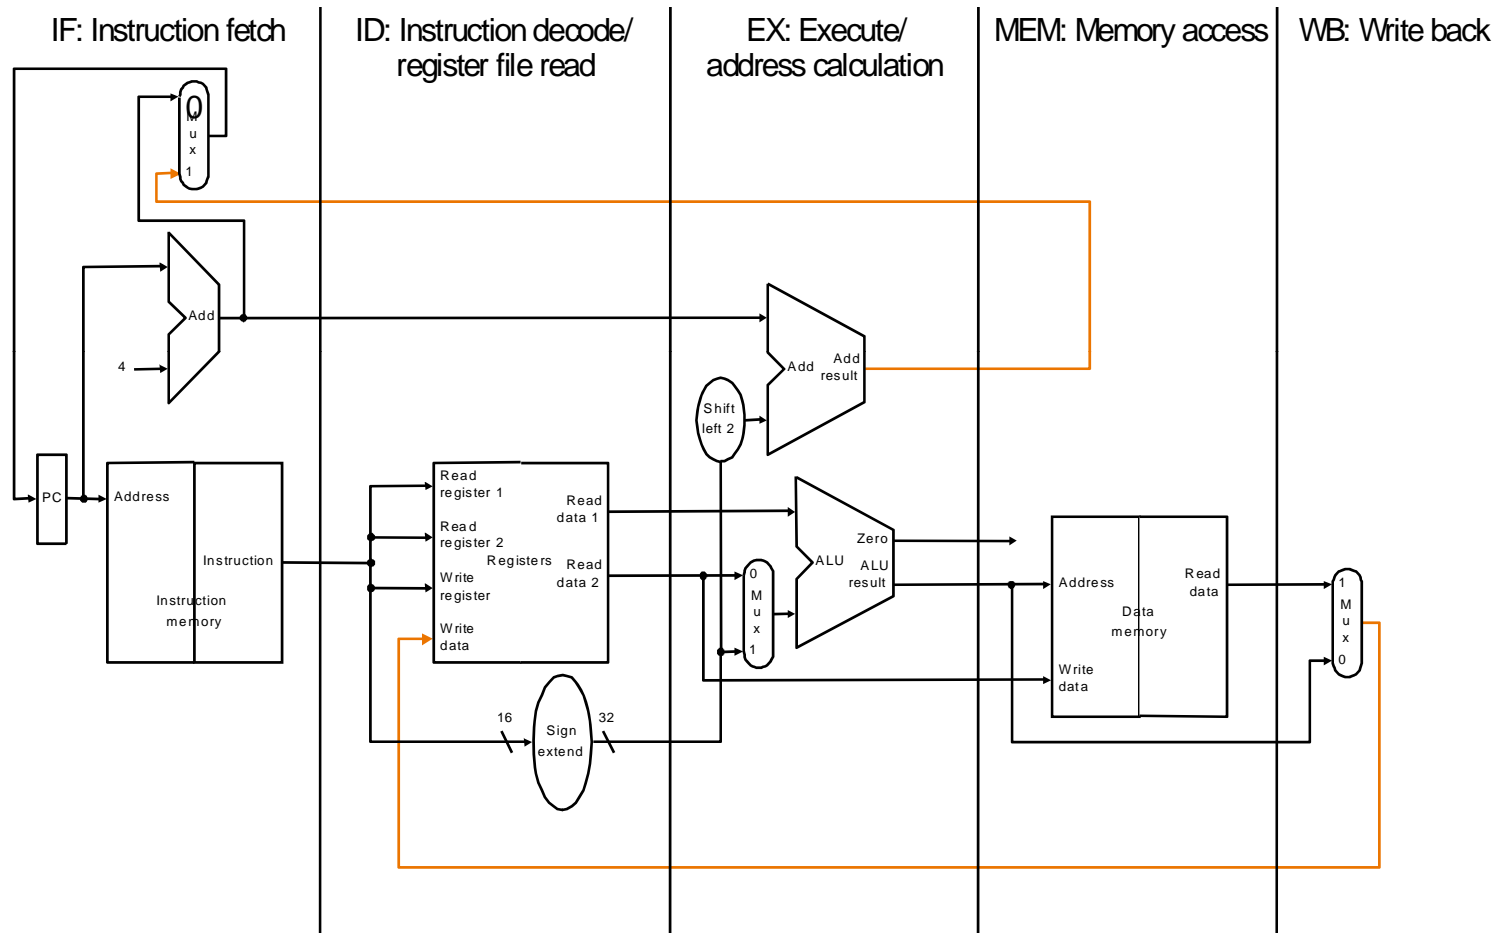 IF: Instruction fetch
ID: Instruction decode/
register file read
EX: Execute/
address calculation
MEM: Memory access
WB: Write back
0
M
u
x
1
Add
4
PC
Address
Instruction
Instruction
memory
Read
register 1
Read
register 2
Write
register
Write
data
Registers
Read
data 1
Read
data 2
16
Sign
extend
32
Shift
left 2
Add
Add
result
0
M
u
x
1
ALU
Zero
ALU
result
Address
Write
data
Data
memory
Read
data
1
M
u
x
0